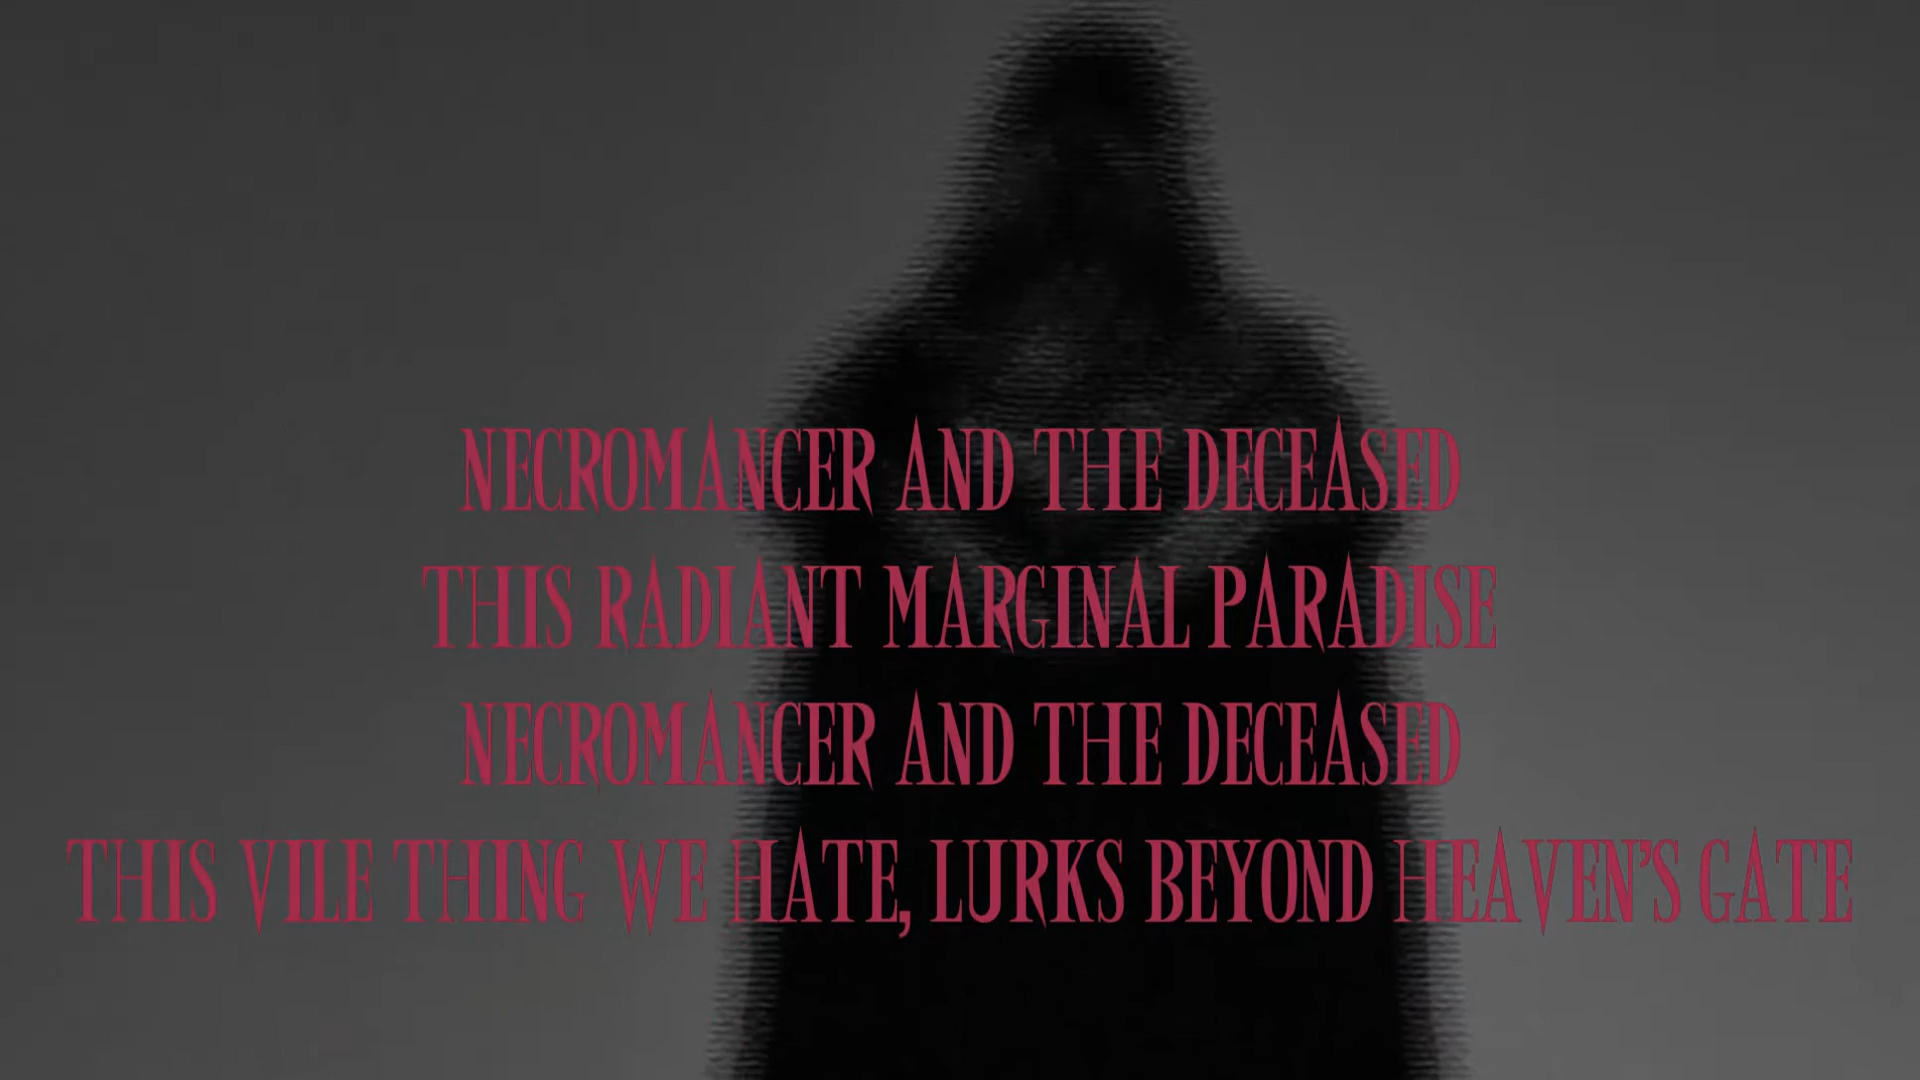 NECROMANCER AND THE DECEASED
THIS RADIANT MARGINAL PARADISE
NECROMANCER AND THE DECEASED
THIS VILE THING WE HATE, LURKS BEYOND HEAVEN'S GATE